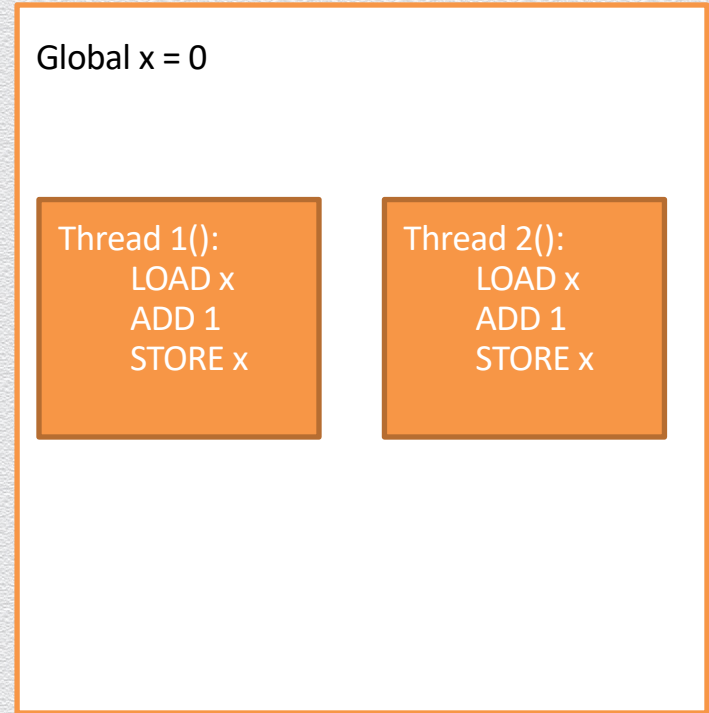 Global x = 0
Thread 1():
LOAD x
ADD 1
STORE x
Thread 2():
LOAD x
ADD 1
STORE x